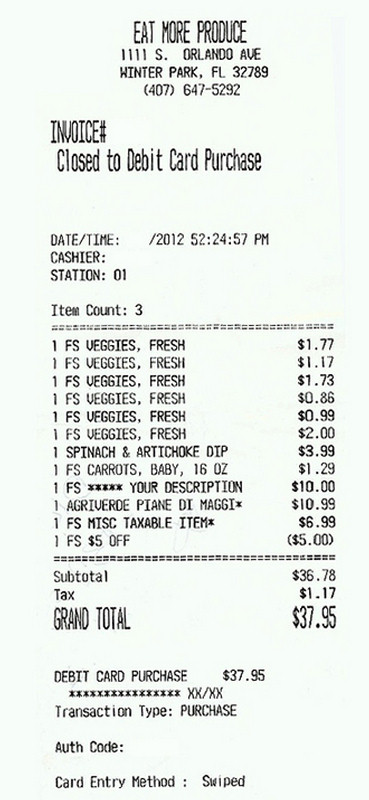 EAT MORE PRODUCE
1111 S. ORLANDO AVE
WINTER PARK, FL 32789
(407) 647-5292
INVOICE#
Closed to Debit Card Purchase
DATE/TIME: /2012 52:24:57 PM
CASHIER:
STATION: 01
Item Count: 3
==========================================
1 FS VEGGIES, FRESH $1.77
1 FS VEGGIES, FRESH $1.17
1 FS VEGGIES, FRESH $1.73
1 FS VEGGIES, FRESH $0.86
1 FS VEGGIES, FRESH $0.99
1 FS VEGGIES, FRESH $2.00
1 SPINACH & ARTICHOKE DIP $3.99
1 FS CARROTS, BABY, 16 OZ $1.29
1 FS ***** YOUR DESCRIPTION $10.00
1 AGRIVERDE PIANE DI MAGGI* $10.99
1 FS MISC TAXABLE ITEM* $6.99
1 FS $5 OFF ($5.00)
==========================================
Subtotal $36.78
Tax $1.17
GRAND TOTAL $37.95
DEBIT CARD PURCHASE $37.95
**************** XX/XX
Transaction Type: PURCHASE
Auth Code:
Card Entry Method : Swiped